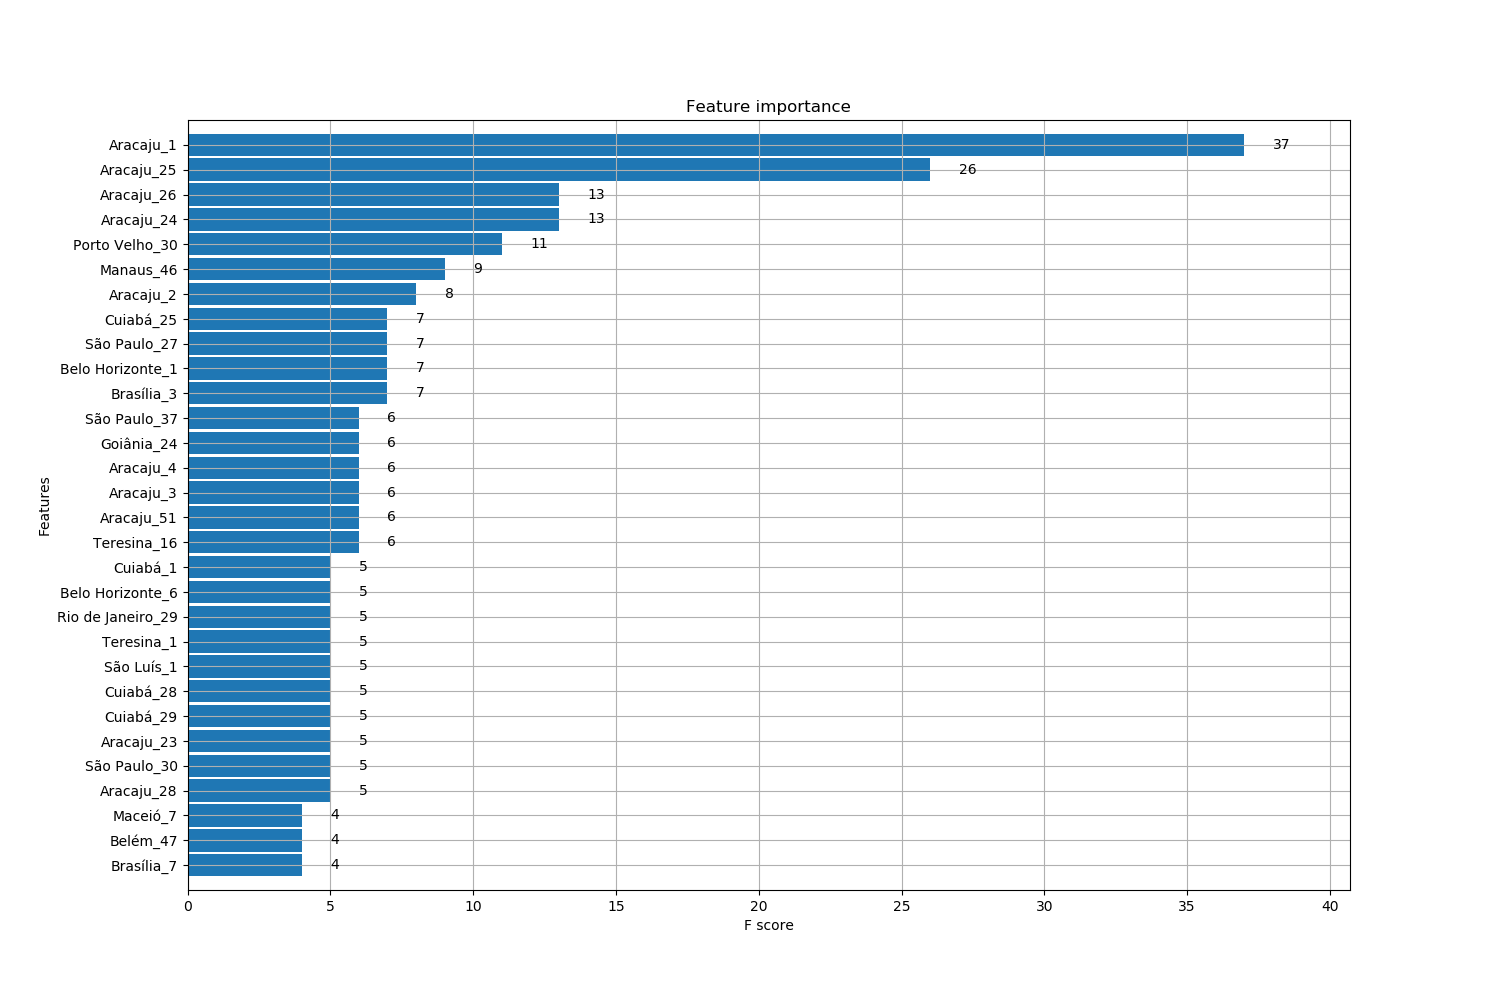 Feature importance
Aracaju_1 37
Aracaju_25 26
Aracaju_26 13
Aracaju_24 13
Porto Velho_30 11
Manaus_46 9
Aracaju_2 8
Cuiabá_25 7
São Paulo_27 7
Belo Horizonte_1 7
Brasília_3 7
São Paulo_37 6
Goiânia_24 6
Aracaju_4 6
Aracaju_3 6
Aracaju_51 6
Teresina_16 6
Cuiabá_1 5
Belo Horizonte_6 5
Rio de Janeiro_29 5
Teresina_1 5
São Luís_1 5
Cuiabá_28 5
Cuiabá_29 5
Aracaju_23 5
São Paulo_30 5
Aracaju_28 5
Maceió_7 4
Belém_47 4
Brasília_7 4
Features
0 5 10 15 20 25 30 35 40
F score